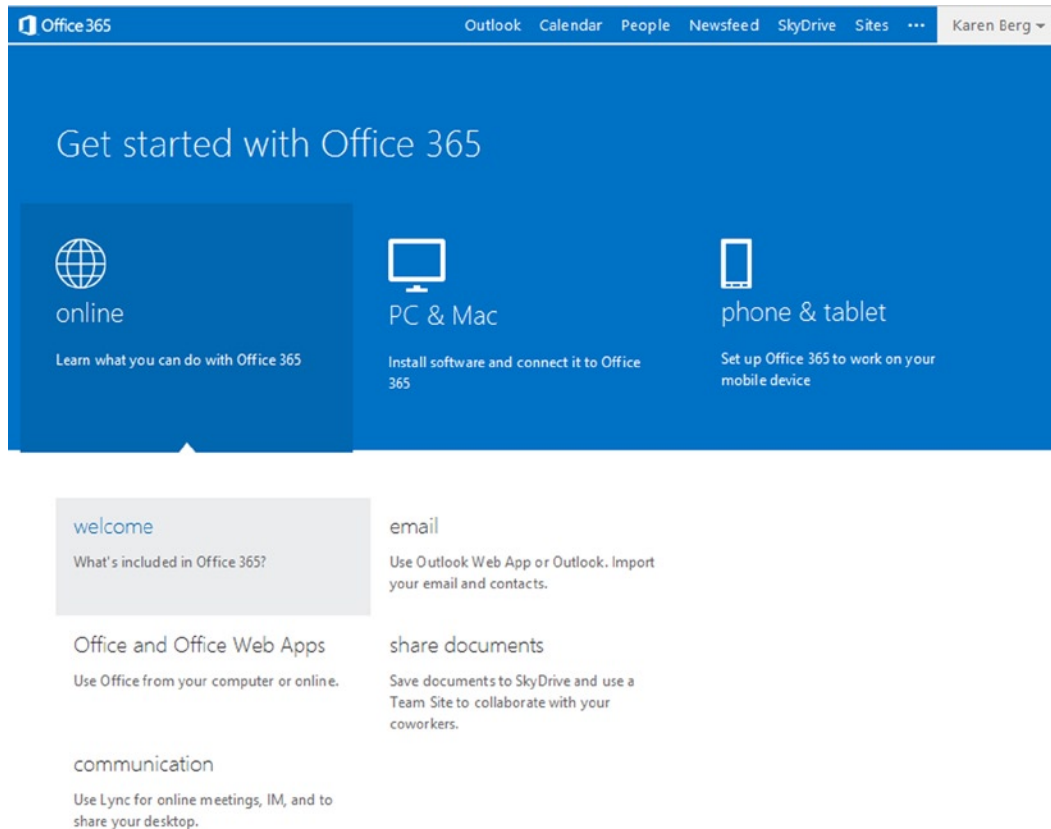 Office 365 Outlook Calendar People Newsfeed SkyDrive Sites ••• Karen Berg
Get started with Office 365
online
Learn what you can do with Office 365
PC & Mac
Install software and connect it to Office
365
phone & tablet
Set up Office 365 to work on your
mobile device
welcome
What's included in Office 365?
email
Use Outlook Web App or Outlook. Import
your email and contacts.
Office and Office Web Apps
Use Office from your computer or online.
share documents
Save documents to SkyDrive and use a
Team Site to collaborate with your
coworkers.
communication
Use Lync for online meetings, IM, and to
share your desktop.